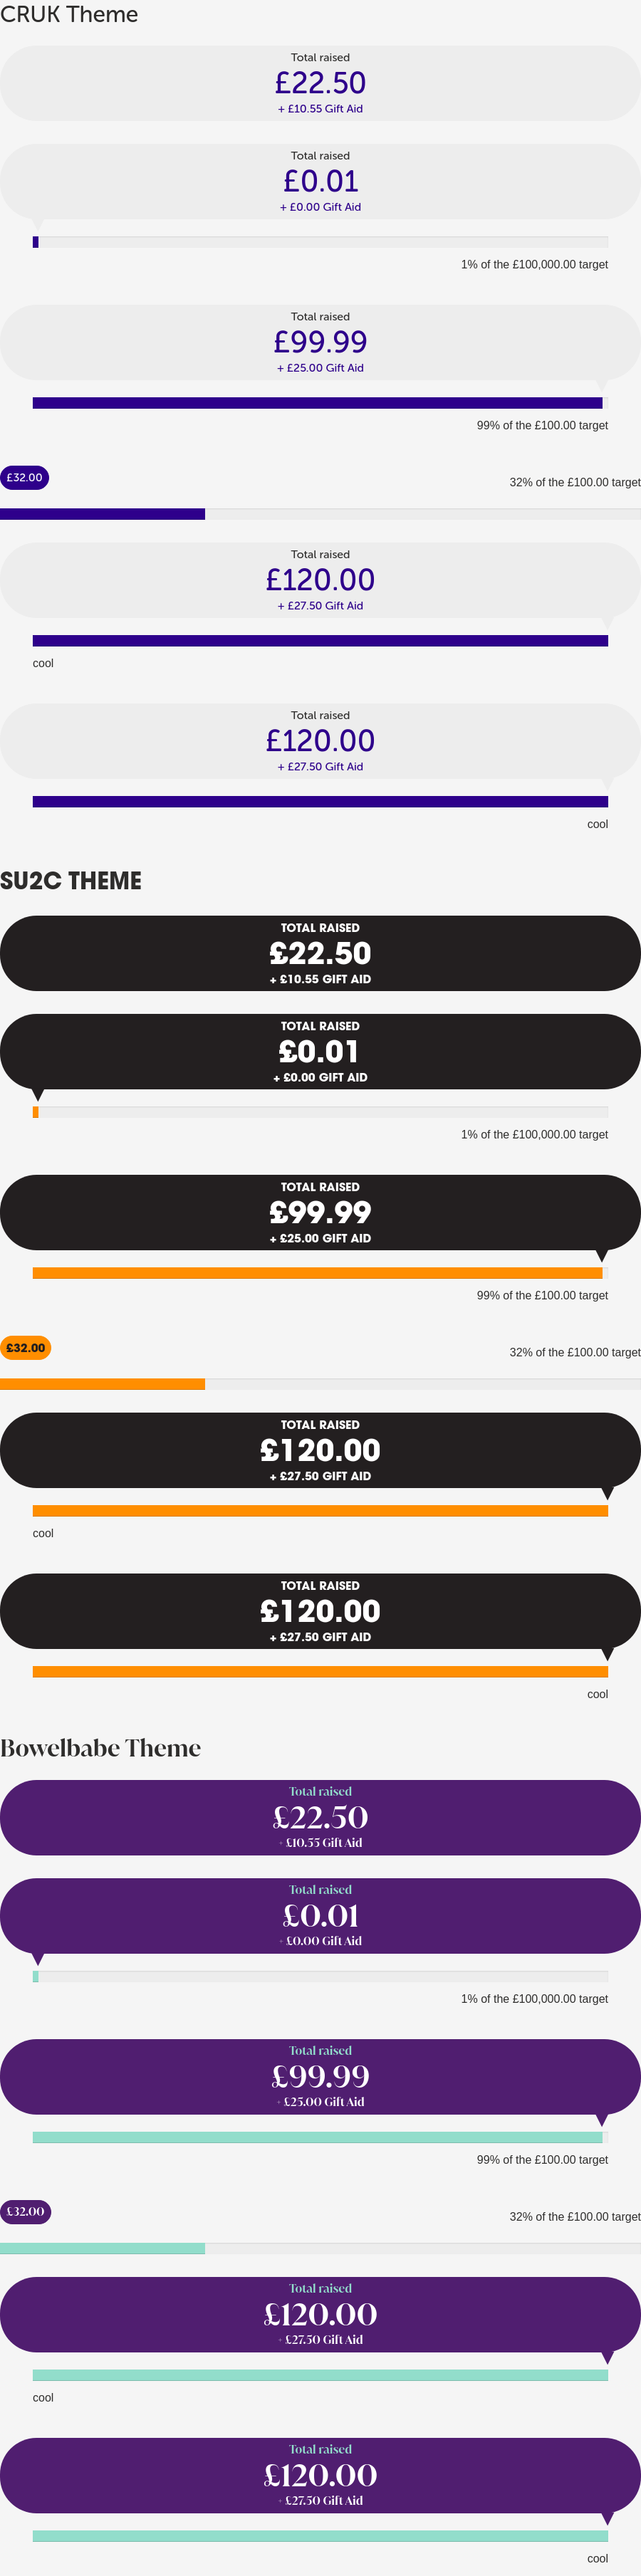 CRUK Theme
Total raised
£22.50
+ £10.55 Gift Aid
Total raised
£0.01
+ £0.00 Gift Aid
1% of the £100,000.00 target
Total raised
£99.99
+ £25.00 Gift Aid
99% of the £100.00 target
£32.00
32% of the £100.00 target
Total raised
£120.00
+ £27.50 Gift Aid
cool
Total raised
£120.00
+ £27.50 Gift Aid
cool
SU2C THEME
TOTAL RAISED
£22.50
+ £10.55 GIFT AID
TOTAL RAISED
£0.01
+ £0.00 GIFT AID
1% of the £100,000.00 target
TOTAL RAISED
£99.99
+ £25.00 GIFT AID
99% of the £100.00 target
£32.00
32% of the £100.00 target
TOTAL RAISED
£120.00
+ £27.50 GIFT AID
cool
TOTAL RAISED
£120.00
+ £27.50 GIFT AID
cool
Bowelbabe Theme
Total raised
£22.50
+ £10.55 Gift Aid
Total raised
£0.01
+ £0.00 Gift Aid
1% of the £100,000.00 target
Total raised
£99.99
+ £25.00 Gift Aid
99% of the £100.00 target
£32.00
32% of the £100.00 target
Total raised
£120.00
+ £27.50 Gift Aid
cool
Total raised
£120.00
+ £27.50 Gift Aid
cool